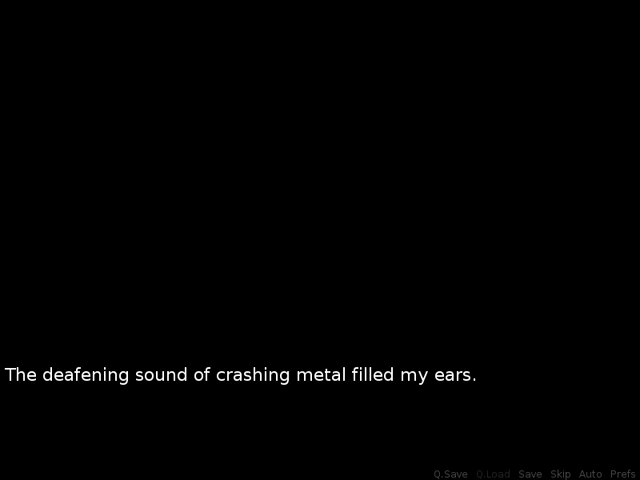 The deafening sound of crashing metal filled my ears.
Q.Save Q.Load Save Skip Auto Prefs